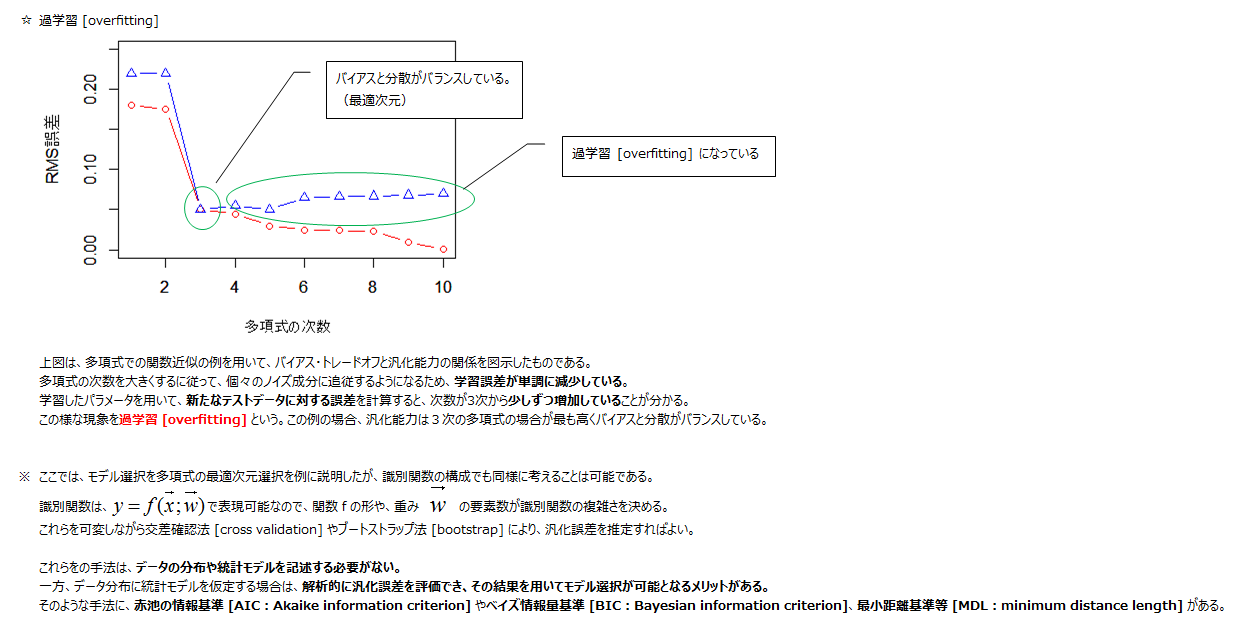 ☆ 過学習 [overfitting]
バイアスと分散がバランスしている。
（最適次元）
過学習 [overfitting] になっている
RMS誤差
0.20
0.10
0.00
2 4 6 8 10
多項式の次数
上図は、多項式での関数近似の例を用いて、バイアス・トレードオフと汎化能力の関係を図示したものである。
多項式の次数を大きくするに従って、個々のノイズ成分に追従するようになるため、学習誤差が単調に減少している。
学習したパラメータを用いて、新たなテストデータに対する誤差を計算すると、次数が3次から少しずつ増加していることが分かる。
この様な現象を過学習 [overfitting] という。この例の場合、汎化能力は３次の多項式の場合が最も高くバイアスと分散がバランスしている。
※ ここでは、モデル選択を多項式の最適次元選択を例に説明したが、識別関数の構成でも同様に考えることは可能である。
識別関数は、y = f(x⃗; w⃗) で表現可能なので、関数 f の形や、重み w⃗ の要素数が識別関数の複雑さを決める。
これらを可変しながら交差確認法 [cross validation] やブートストラップ法 [bootstrap] により、汎化誤差を推定すればよい。
これらをの手法は、データの分布や統計モデルを記述する必要がない。
一方、データ分布に統計モデルを仮定する場合は、解析的に汎化誤差を評価でき、その結果を用いてモデル選択が可能となるメリットがある。
そのような手法に、赤池の情報基準 [AIC：Akaike information criterion] やベイズ情報量基準 [BIC：Bayesian information criterion]、最小距離基準等 [MDL：minimum distance length] がある。